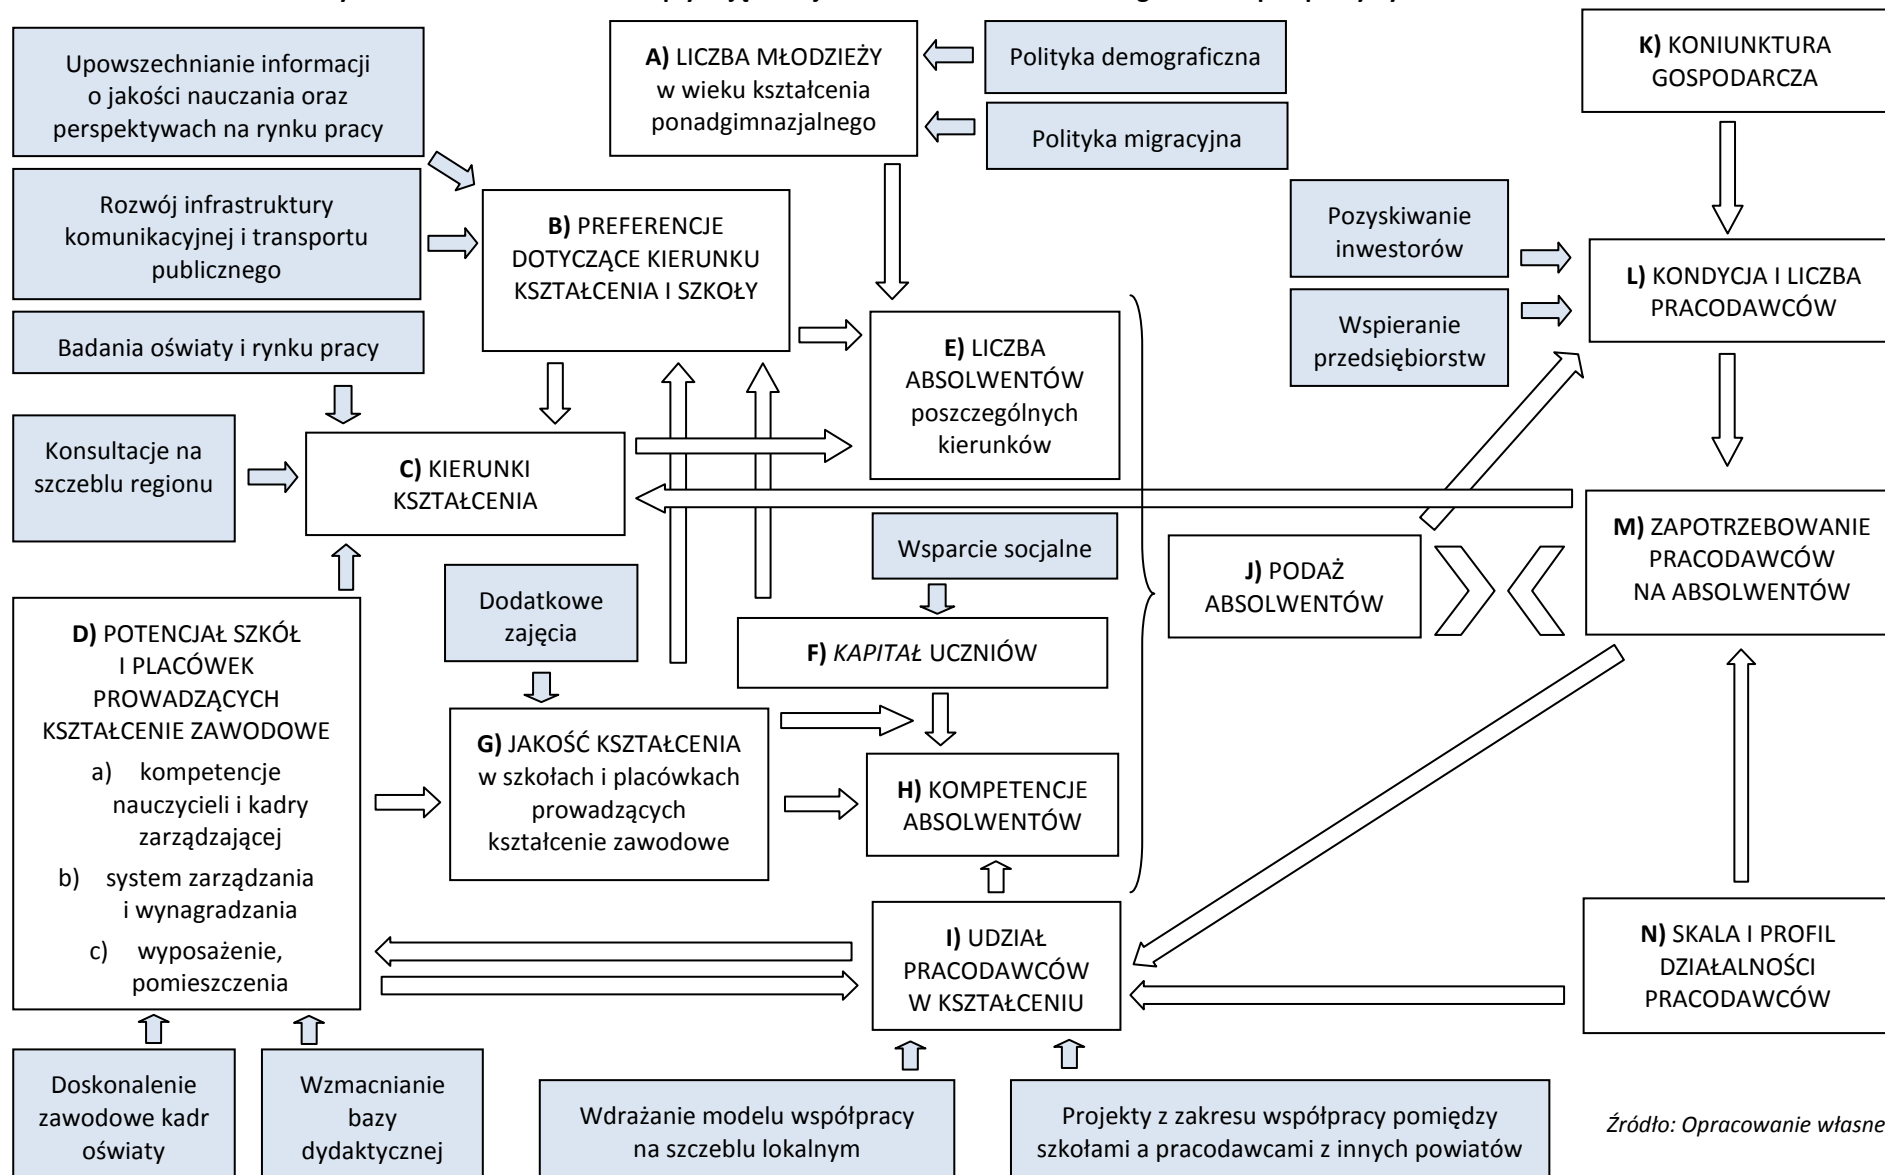 Upowszechnianie informacji
o jakości nauczania oraz
perspektywach na rynku pracy
A) LICZBA MŁODZIEŻY
w wieku kształcenia
ponadgimnazjalnego
Polityka demograficzna
Polityka migracyjna
K) KONIUNKTURA
GOSPODARCZA
Rozwój infrastruktury
komunikacyjnej i transportu
publicznego
B) PREFERENCJE
DOTYCZĄCE KIERUNKU
KSZTAŁCENIA I SZKOŁY
Pozyskiwanie
inwestorów
L) KONDYCJA I LICZBA
PRACODAWCÓW
Wspieranie
przedsiębiorstw
Badania oświaty i rynku pracy
E) LICZBA
ABSOLWENTÓW
poszczególnych
kierunków
Konsultacje na
szczeblu regionu
C) KIERUNKI
KSZTAŁCENIA
Wsparcie socjalne
J) PODAŻ
ABSOLWENTÓW
M) ZAPOTRZEBOWANIE
PRACODAWCÓW
NA ABSOLWENTÓW
Dodatkowe
zajęcia
D) POTENCJAŁ SZKÓŁ
I PLACÓWEK
PROWADZĄCYCH
KSZTAŁCENIE ZAWODOWE
a) kompetencje
nauczycieli i kadry
zarządzającej
b) system zarządzania
i wynagradzania
c) wyposażenie,
pomieszczenia
F) KAPITAŁ UCZNIÓW
G) JAKOŚĆ KSZTAŁCENIA
w szkołach i placówkach
prowadzących
kształcenie zawodowe
H) KOMPETENCJE
ABSOLWENTÓW
I) UDZIAŁ
PRACODAWCÓW
W KSZTAŁCENIU
N) SKALA I PROFIL
DZIAŁALNOŚCI
PRACODAWCÓW
Doskonalenie
zawodowe kadr
oświaty
Wzmacnianie
bazy
dydaktycznej
Wdrażanie modelu współpracy
na szczeblu lokalnym
Projekty z zakresu współpracy pomiędzy
szkołami a pracodawcami z innych powiatów
Źródło: Opracowanie własne